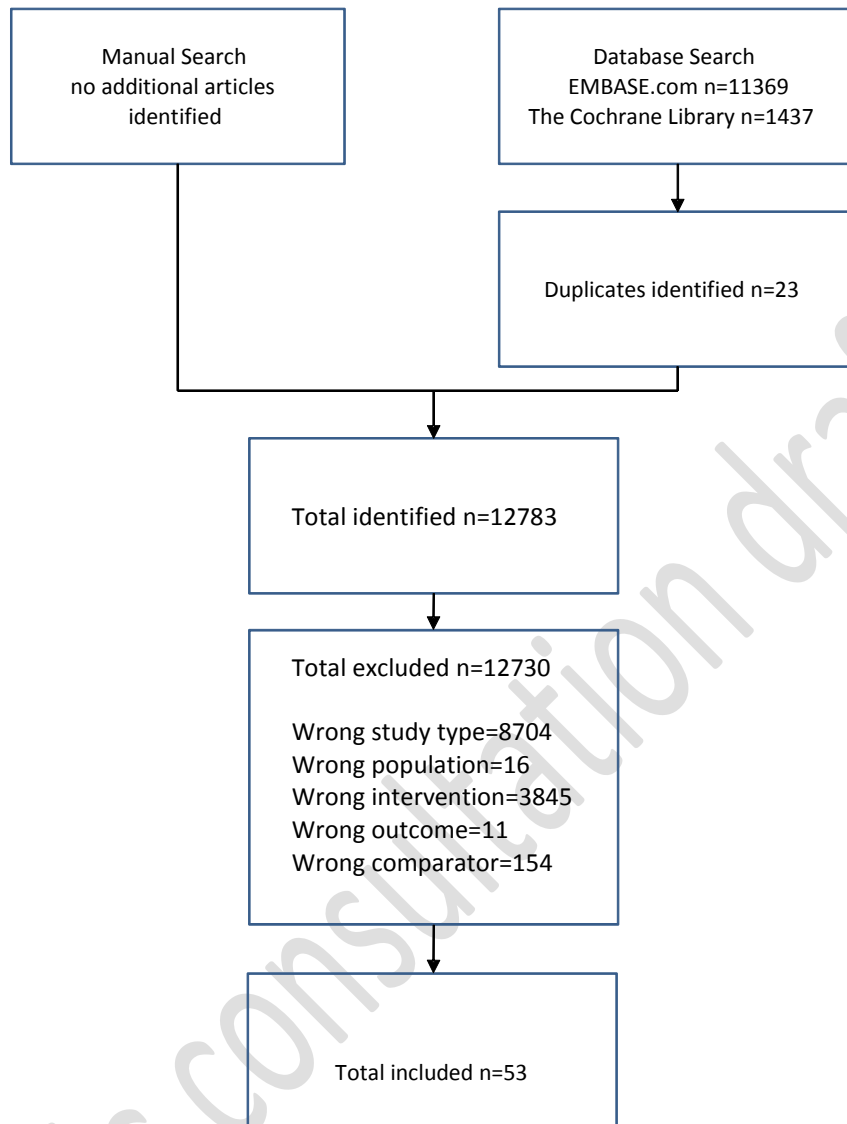 Manual Search
no additional articles
identified
Database Search
EMBASE.com n=11369
The Cochrane Library n=1437
Duplicates identified n=23
Total identified n=12783
Total excluded n=12730
Wrong study type=8704
Wrong population=16
Wrong intervention=3845
Wrong outcome=11
Wrong comparator=154
Total included n=53
consultation